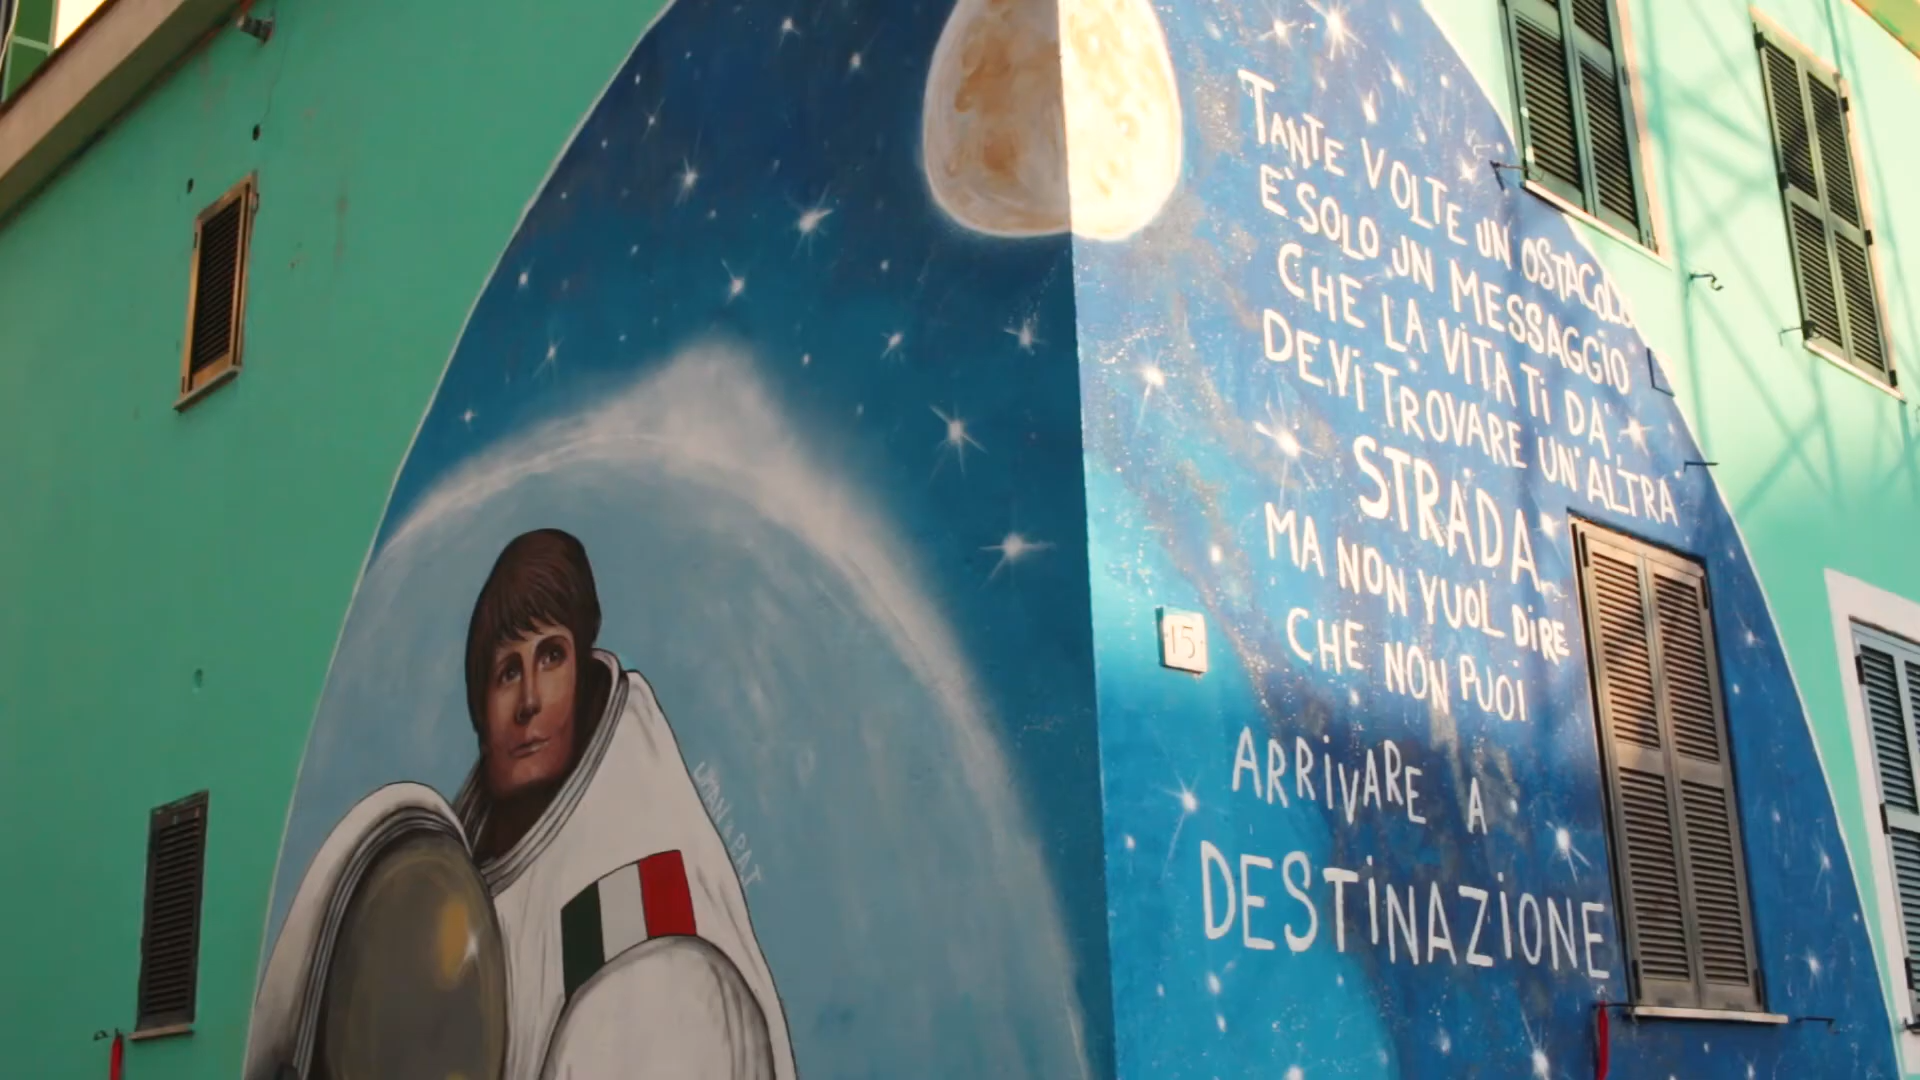 TANTE VOLTE UN OSTACOLO
E' SOLO UN MESSAGGIO
CHE LA VITA TI DA'
DEVI TROVARE UN'ALTRA
STRADA
MA NON VUOL DIRE
CHE NON PUOI
ARRIVARE A
DESTINAZIONE
15